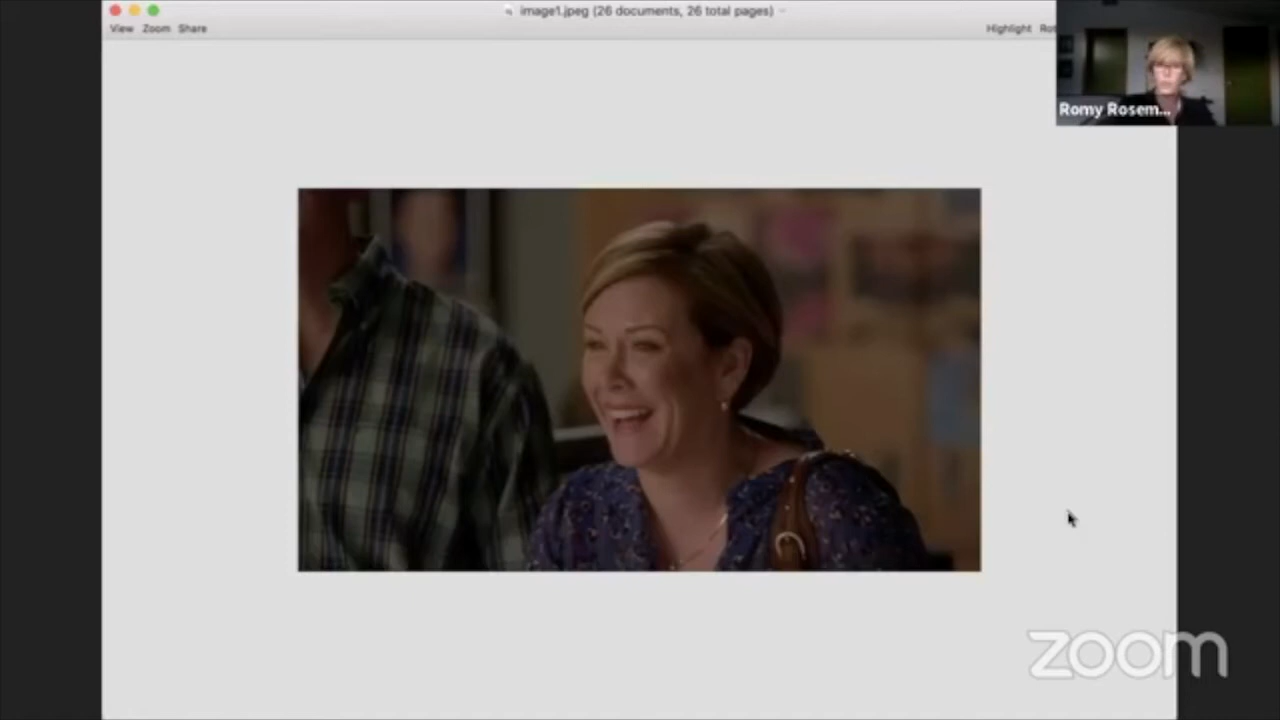 image1.jpeg (26 documents, 26 total pages)
View Zoom Share
Highlight
Romy Rosem...
zoom